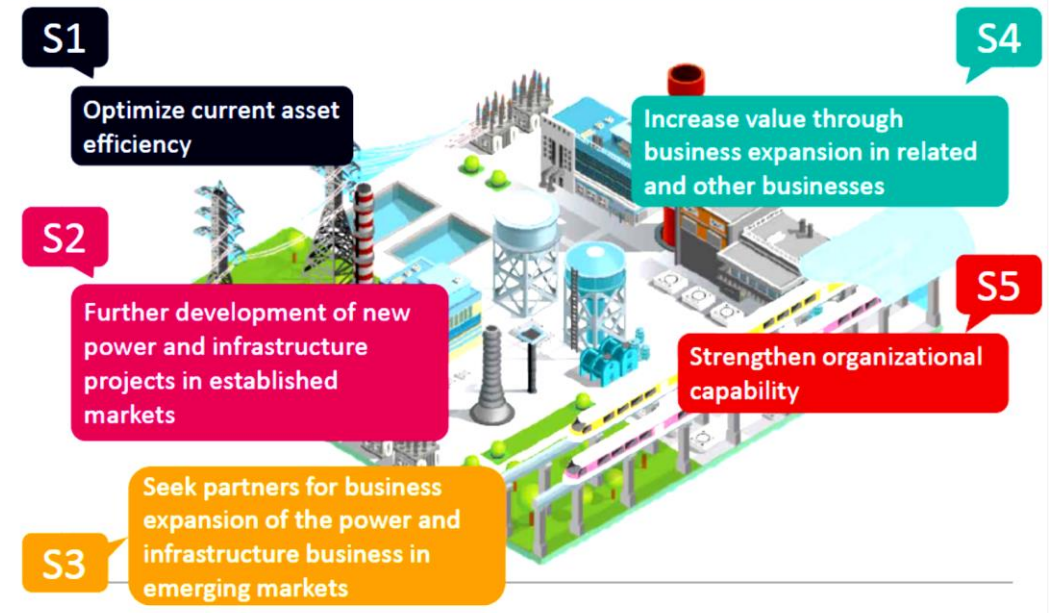 S1
Optimize current asset
efficiency
S2
Further development of new
power and infrastructure
projects in established
markets
S3
Seek partners for business
expansion of the power and
infrastructure business in
emerging markets
S4
Increase value through
business expansion in related
and other businesses
S5
Strengthen organizational
capability